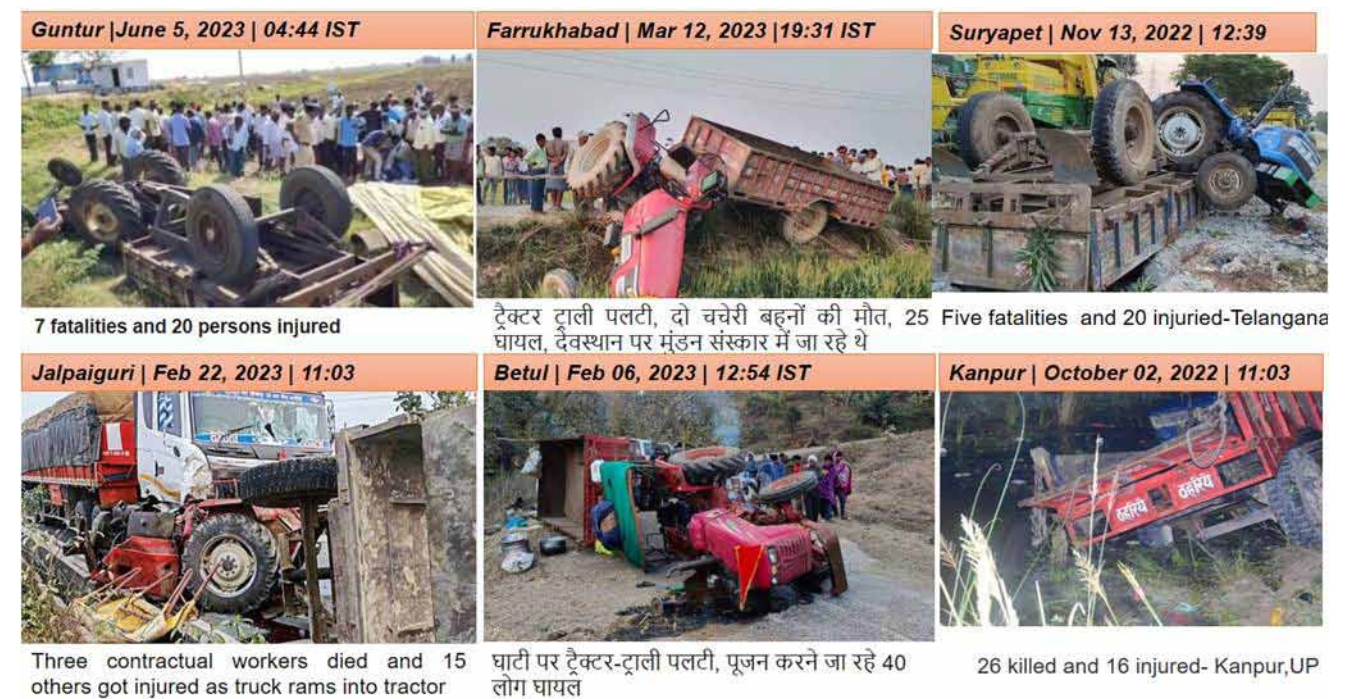 Guntur |June 5, 2023 | 04:44 IST
Farrukhabad | Mar 12, 2023 |19:31 IST
Suryapet | Nov 13, 2022 | 12:39
7 fatalities and 20 persons injured
ट्रैक्टर ट्राली पलटी, दो चचेरी बहनों की मौत, 25
घायल, देवस्थान पर मुंडन संस्कार में जा रहे थे
Five fatalities and 20 injuried-Telangana
Jalpaiguri | Feb 22, 2023 | 11:03
Betul | Feb 06, 2023 | 12:54 IST
Kanpur | October 02, 2022 | 11:03
ठहरिये ठहरिये
Three contractual workers died and 15
others got injured as truck rams into tractor
घाटी पर ट्रैक्टर-ट्राली पलटी, पूजन करने जा रहे 40
लोग घायल
26 killed and 16 injured- Kanpur,UP